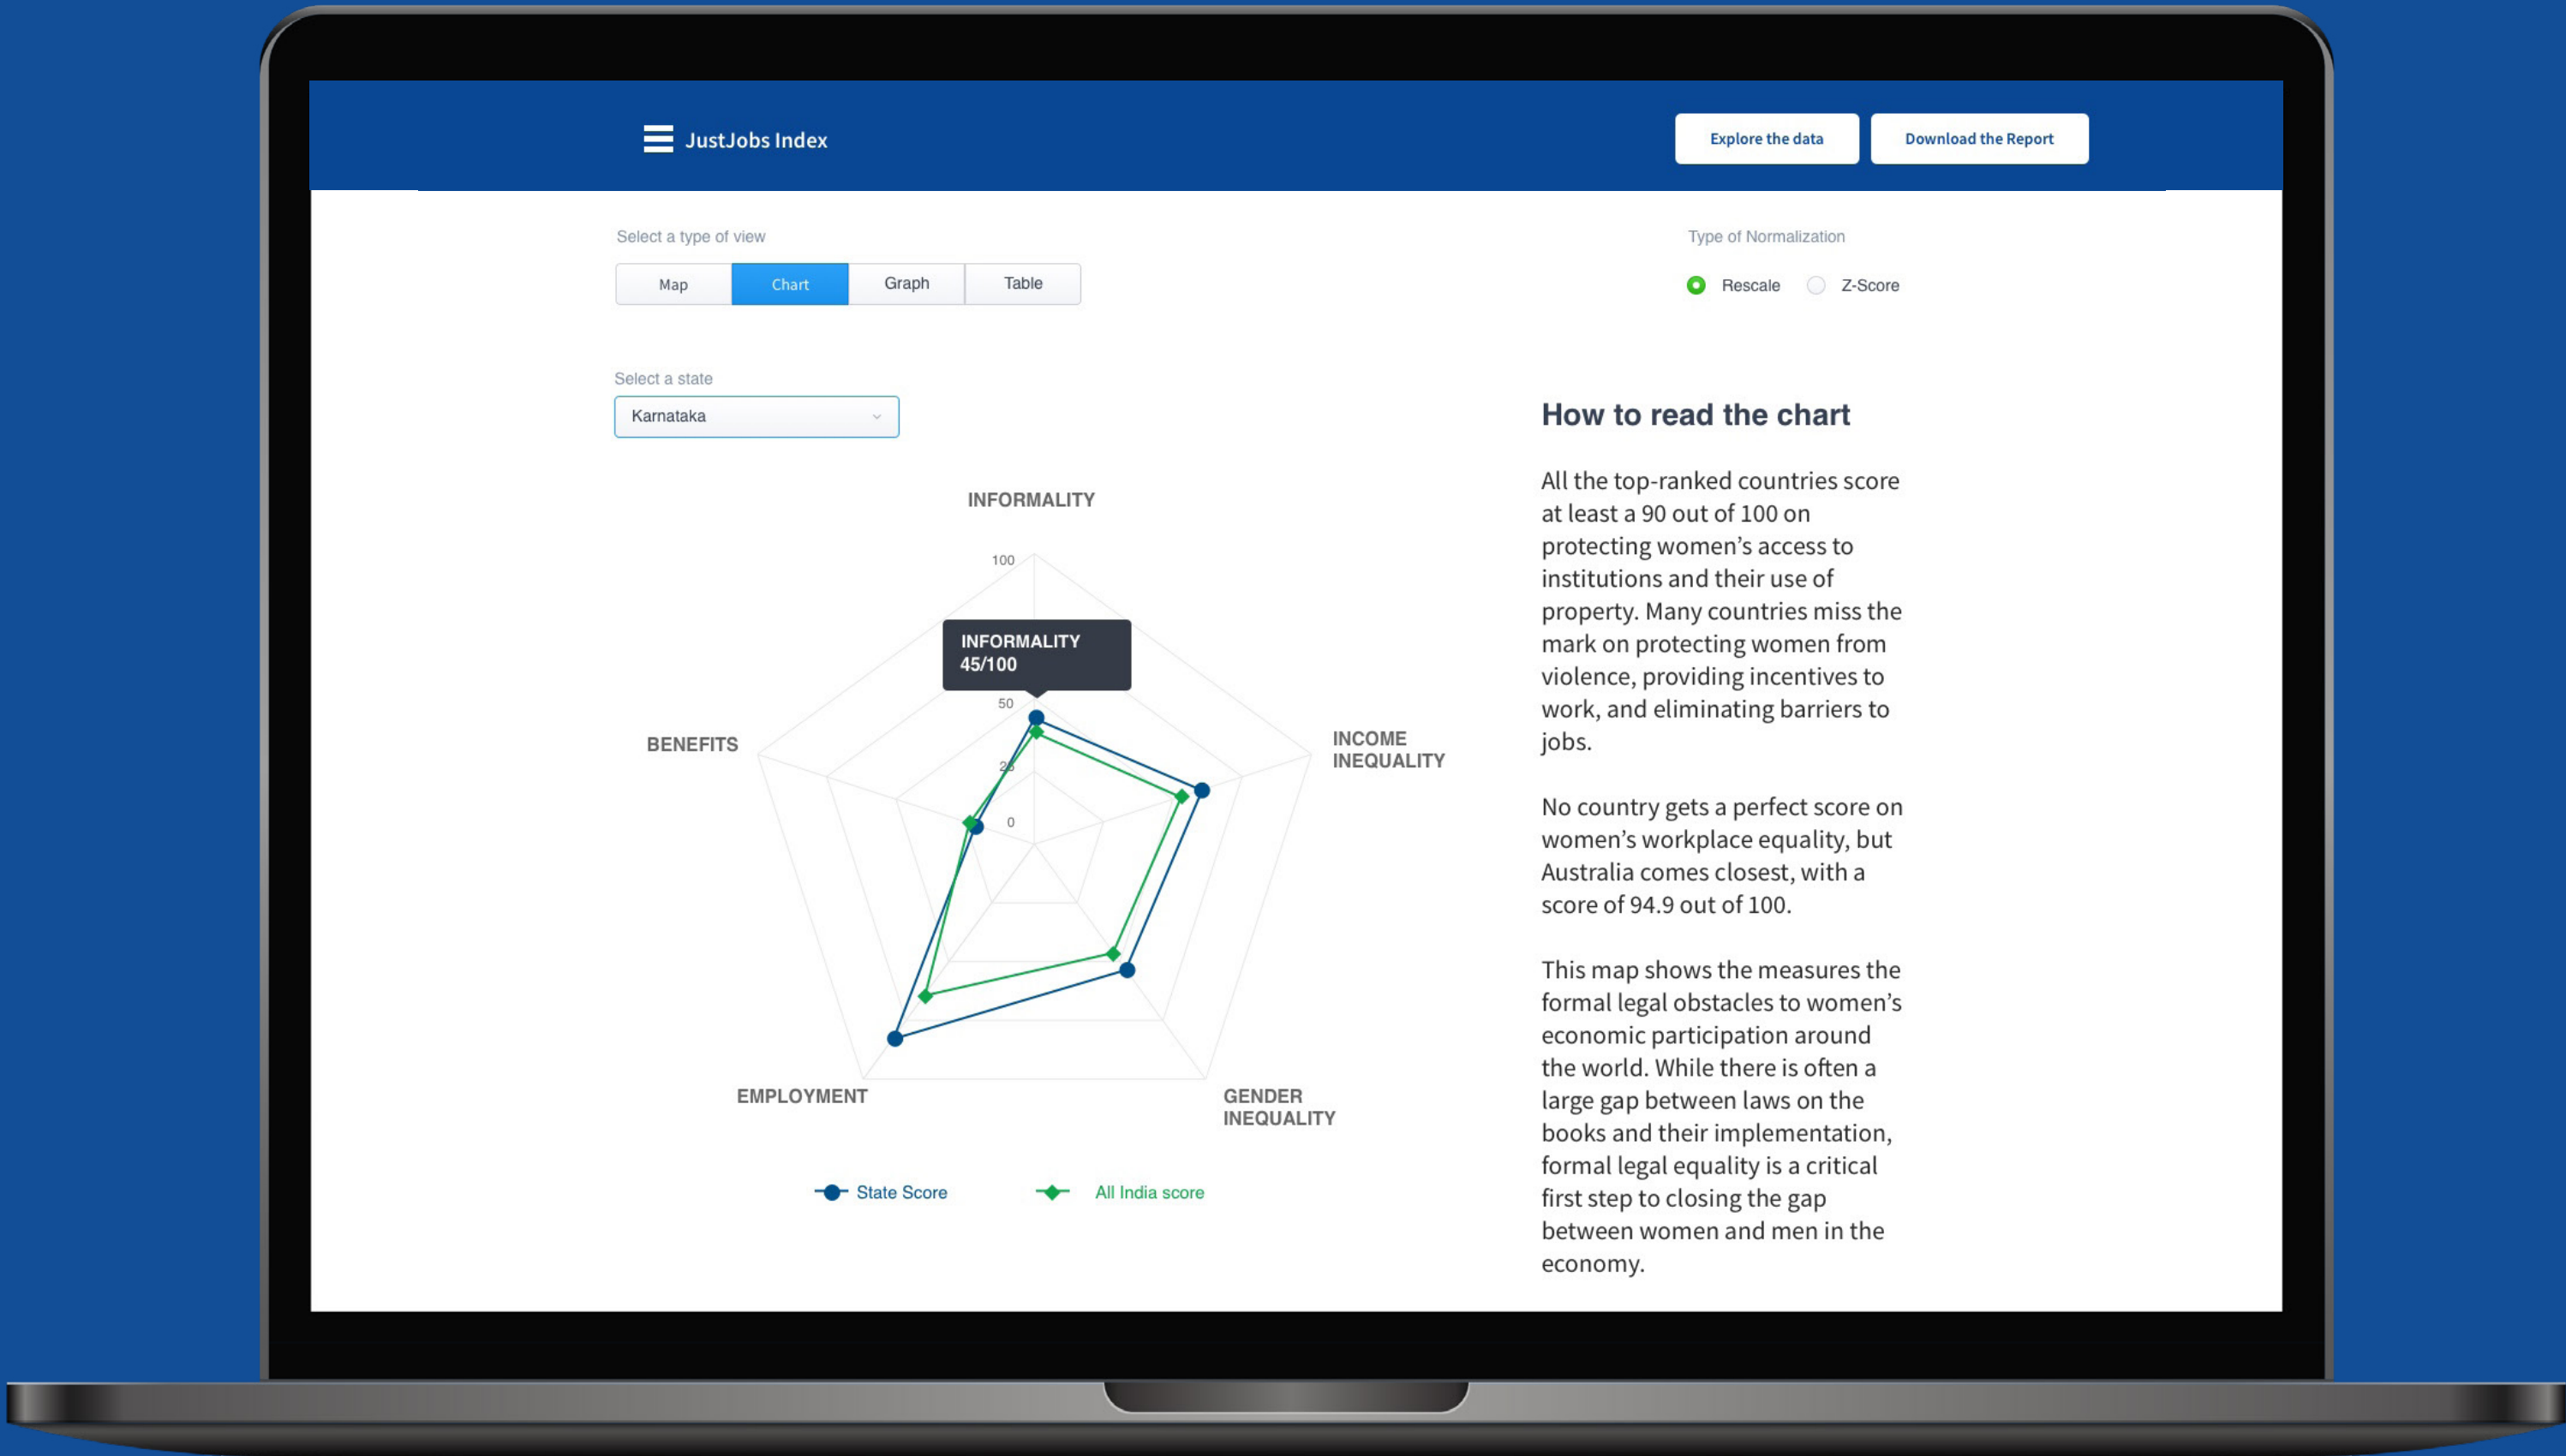 JustJobs Index
Explore the data
Download the Report
Select a type of view
Type of Normalization
Map
Chart
Graph
Table
Rescale
Z-Score
Select a state
Karnataka
INFORMALITY
100
INFORMALITY
45/100
50
25
0
BENEFITS
INCOME
INEQUALITY
EMPLOYMENT
GENDER
INEQUALITY
State Score
All India score
How to read the chart
All the top-ranked countries score
at least a 90 out of 100 on
protecting women’s access to
institutions and their use of
property. Many countries miss the
mark on protecting women from
violence, providing incentives to
work, and eliminating barriers to
jobs.
No country gets a perfect score on
women’s workplace equality, but
Australia comes closest, with a
score of 94.9 out of 100.
This map shows the measures the
formal legal obstacles to women’s
economic participation around
the world. While there is often a
large gap between laws on the
books and their implementation,
formal legal equality is a critical
first step to closing the gap
between women and men in the
economy.